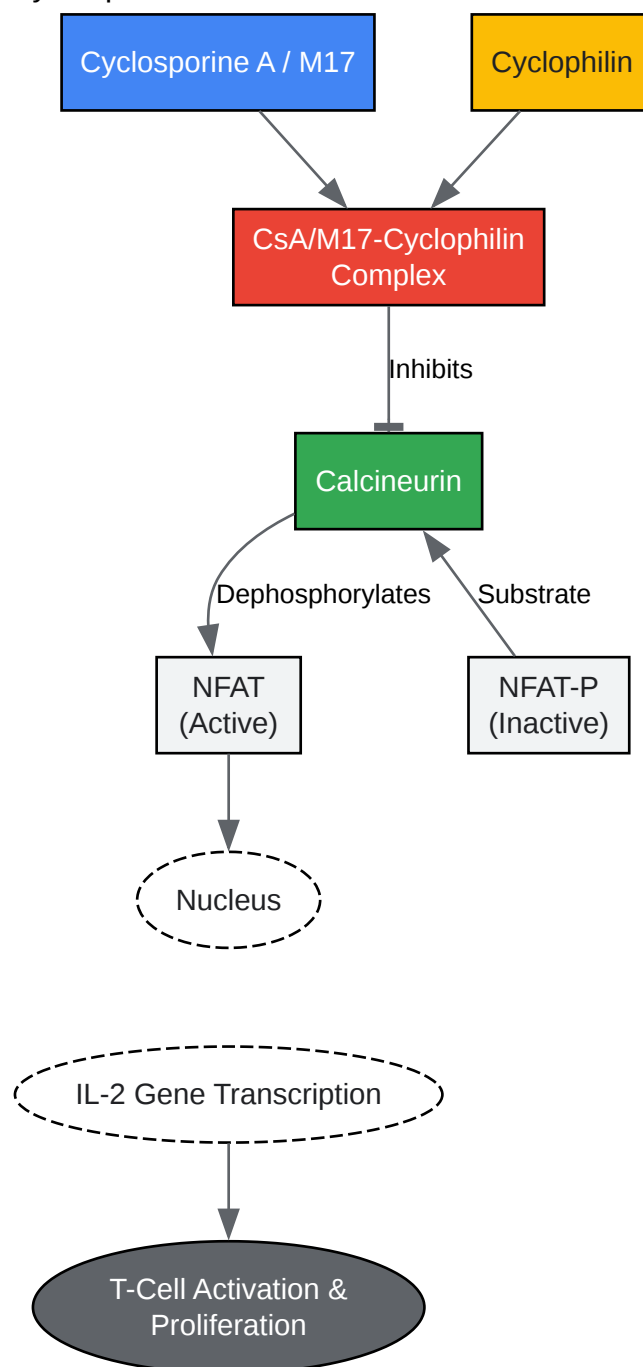 Cyclosporine A / M17
Cyclophilin
CsA/M17-Cyclophilin
Complex
Inhibits
Calcineurin
Dephosphorylates
Substrate
NFAT
(Active)
NFAT-P
(Inactive)
Nucleus
IL-2 Gene Transcription
T-Cell Activation &
Proliferation